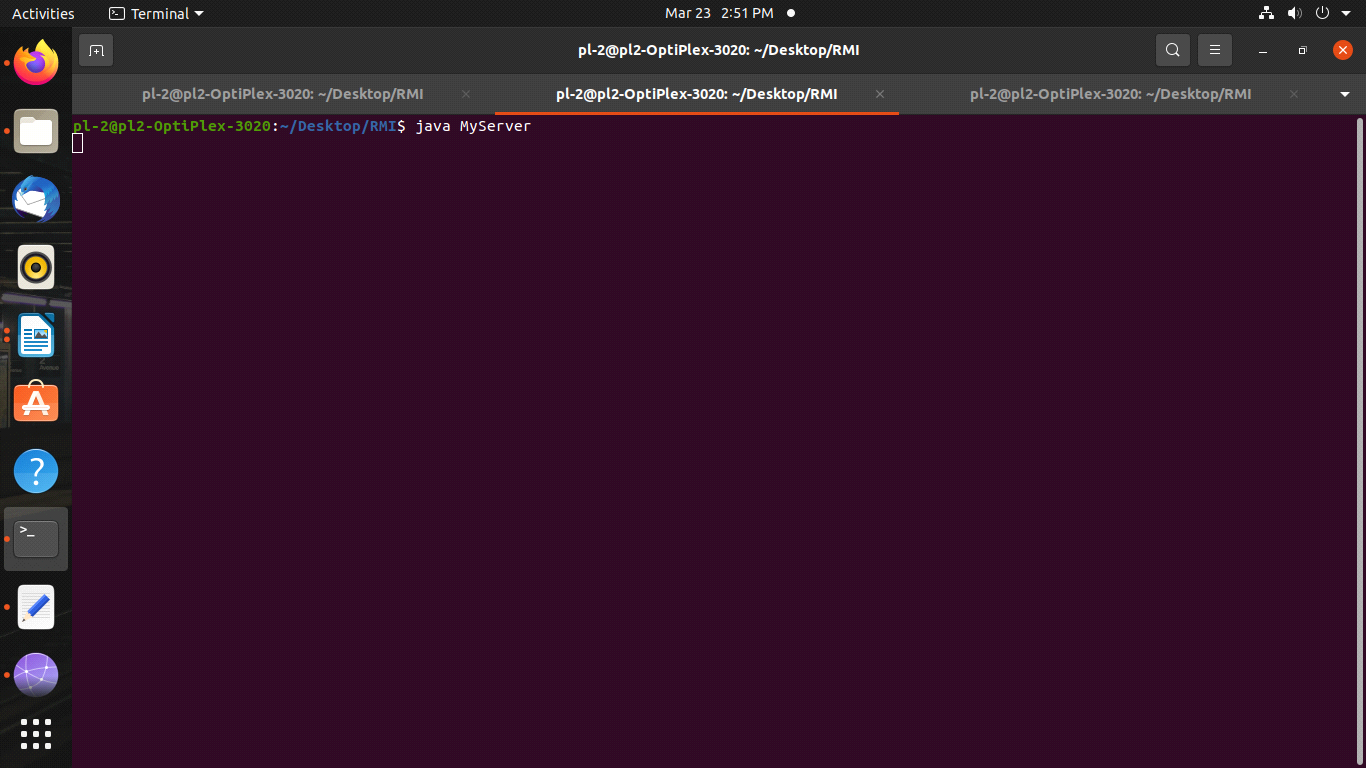 Activities Terminal Mar 23 2:51 PM
pl-2@pl2-OptiPlex-3020: ~/Desktop/RMI
pl-2@pl2-OptiPlex-3020: ~/Desktop/RMI pl-2@pl2-OptiPlex-3020: ~/Desktop/RMI pl-2@pl2-OptiPlex-3020: ~/Desktop/RMI
pl-2@pl2-OptiPlex-3020:~/Desktop/RMI$ java MyServer